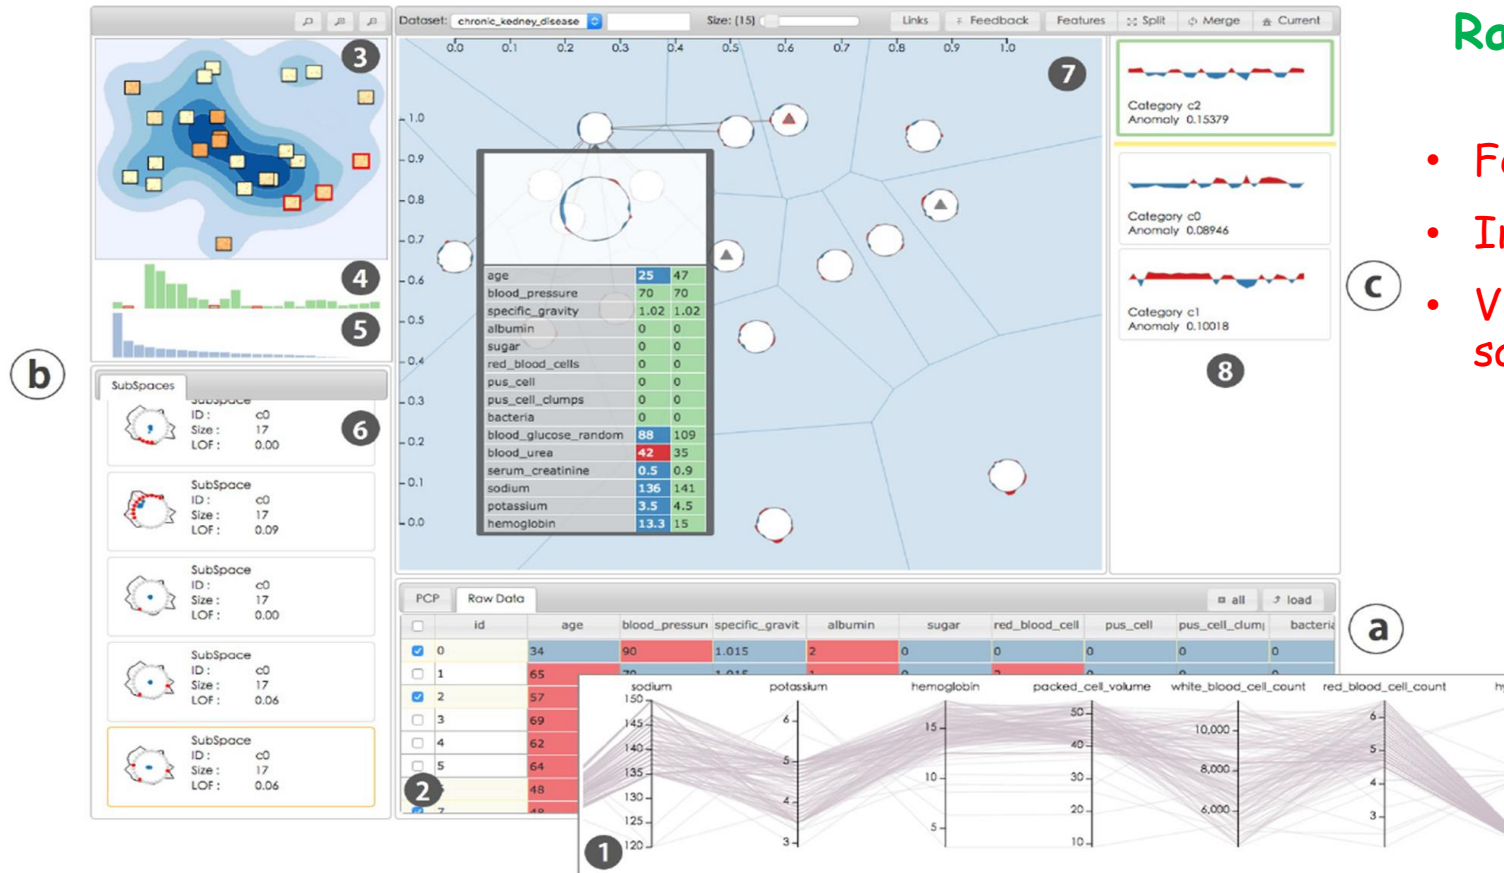 Dataset: chronic_kedney_disease Size: (15) Links Feedback Features Split Merge Current
3
4
5
b
SubSpaces
SubSpace
ID : c0
Size : 17
LOF : 0.00
6
SubSpace
ID : c0
Size : 17
LOF : 0.09
SubSpace
ID : c0
Size : 17
LOF : 0.00
SubSpace
ID : c0
Size : 17
LOF : 0.06
SubSpace
ID : c0
Size : 17
LOF : 0.06
0.0 0.1 0.2 0.3 0.4 0.5 0.6 0.7 0.8 0.9 1.0
7
1.0
0.9
0.8
0.7
0.6
0.5
0.4
0.3
0.2
0.1
0.0
age 25 47
blood_pressure 70 70
specific_gravity 1.02 1.02
albumin 0 0
sugar 0 0
red_blood_cells 0 0
pus_cell 0 0
pus_cell_clumps 0 0
bacteria 0 0
blood_glucose_random 88 109
blood_urea 42 35
serum_creatinine 0.5 0.9
sodium 136 141
potassium 3.5 4.5
hemoglobin 13.3 15
Category c2
Anomaly 0.15379
Category c0
Anomaly 0.08946
Category c1
Anomaly 0.10018
8
c
PCP Raw Data all load
id age blood_pressur specific_gravit albumin sugar red_blood_cell pus_cell pus_cell_clum bacteria
0 34 90 1.015 2 0 0 0 0 0
1 65
2 57
3 69
4 62
5 64
48
2
a
sodium potassium hemoglobin packed_cell_volume white_blood_cell_count red_blood_cell_count hy
150
145
140
135
130
125
120
6
5
4
3
15
10
5
50
40
30
20
10
10,000
8,000
6,000
6
5
4
3
1
Ra
• Fe
• In
• V
sc